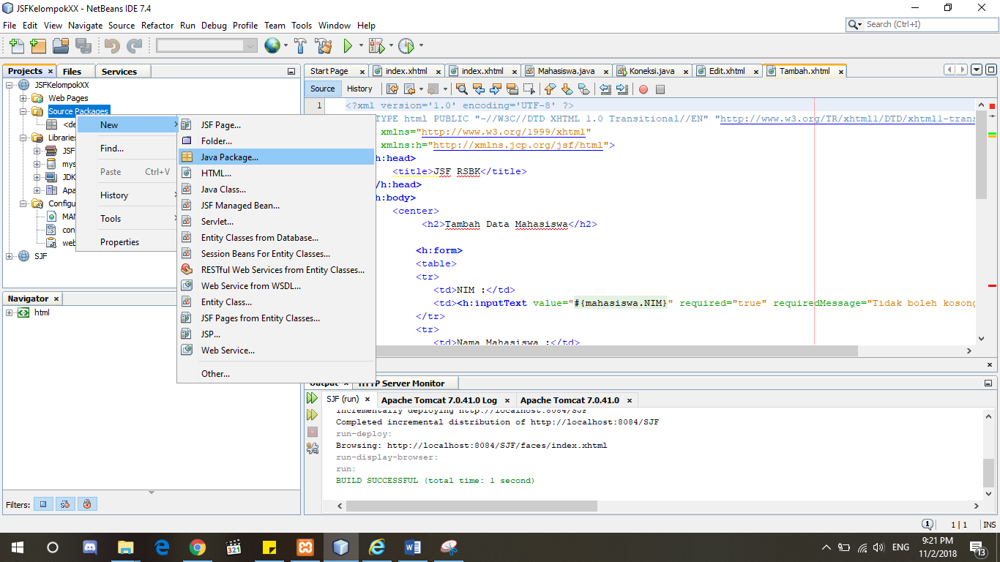 JSFKelompokXX - NetBeans IDE 7.4
File Edit View Navigate Source Refactor Run Debug Profile Team Tools Window Help
Search (Ctrl+I)
Projects Files Services
JSFKelompokXX
Web Pages
Source Packages
<de
Libraries
JSF
mys
JDK
Apa
Configu
MAN
con
web
SJF
New
Find...
Paste Ctrl+V
History
Tools
Properties
JSF Page...
Folder...
Java Package...
HTML...
Java Class...
JSF Managed Bean...
Servlet...
Entity Classes from Database...
Session Beans For Entity Classes...
RESTful Web Services from Entity Classes...
Web Service from WSDL...
Entity Class...
JSF Pages from Entity Classes...
JSP...
Web Service...
Other...
Navigator
html
Filters:
Start Page index.xhtml index.xhtml Mahasiswa.java Koneksi.java Edit.xhtml Tambah.xhtml
Source History
1 <?xml version='1.0' encoding='UTF-8' ?>
TYPE html PUBLIC "-//W3C//DTD XHTML 1.0 Transitional//EN" "http://www.w3.org/TR/xhtml1/DTD/xhtml1-trans
xmlns="http://www.w3.org/1999/xhtml"
xmlns:h="http://xmlns.jcp.org/jsf/html">
h:head>
<title>JSF RSBK</title>
/h:head>
h:body>
<center>
<h2>Tambah Data Mahasiswa</h2>
<h:form>
<table>
<tr>
<td>NIM :</td>
<td><h:inputText value="#{mahasiswa.NIM}" required="true" requiredMessage="Tidak boleh kosong
</tr>
<tr>
<td>Nama Mahasiswa :</td>
Output HTTP Server Monitor
SJF (run) Apache Tomcat 7.0.41.0 Log Apache Tomcat 7.0.41.0
Incrementally deploying http://localhost:8084/SJF
Completed incremental distribution of http://localhost:8084/SJF
run-deploy:
Browsing: http://localhost:8084/SJF/faces/index.xhtml
run-display-browser:
run:
BUILD SUCCESSFUL (total time: 1 second)
1 1 | 1 INS
321
ENG
9:21 PM
11/2/2018
13